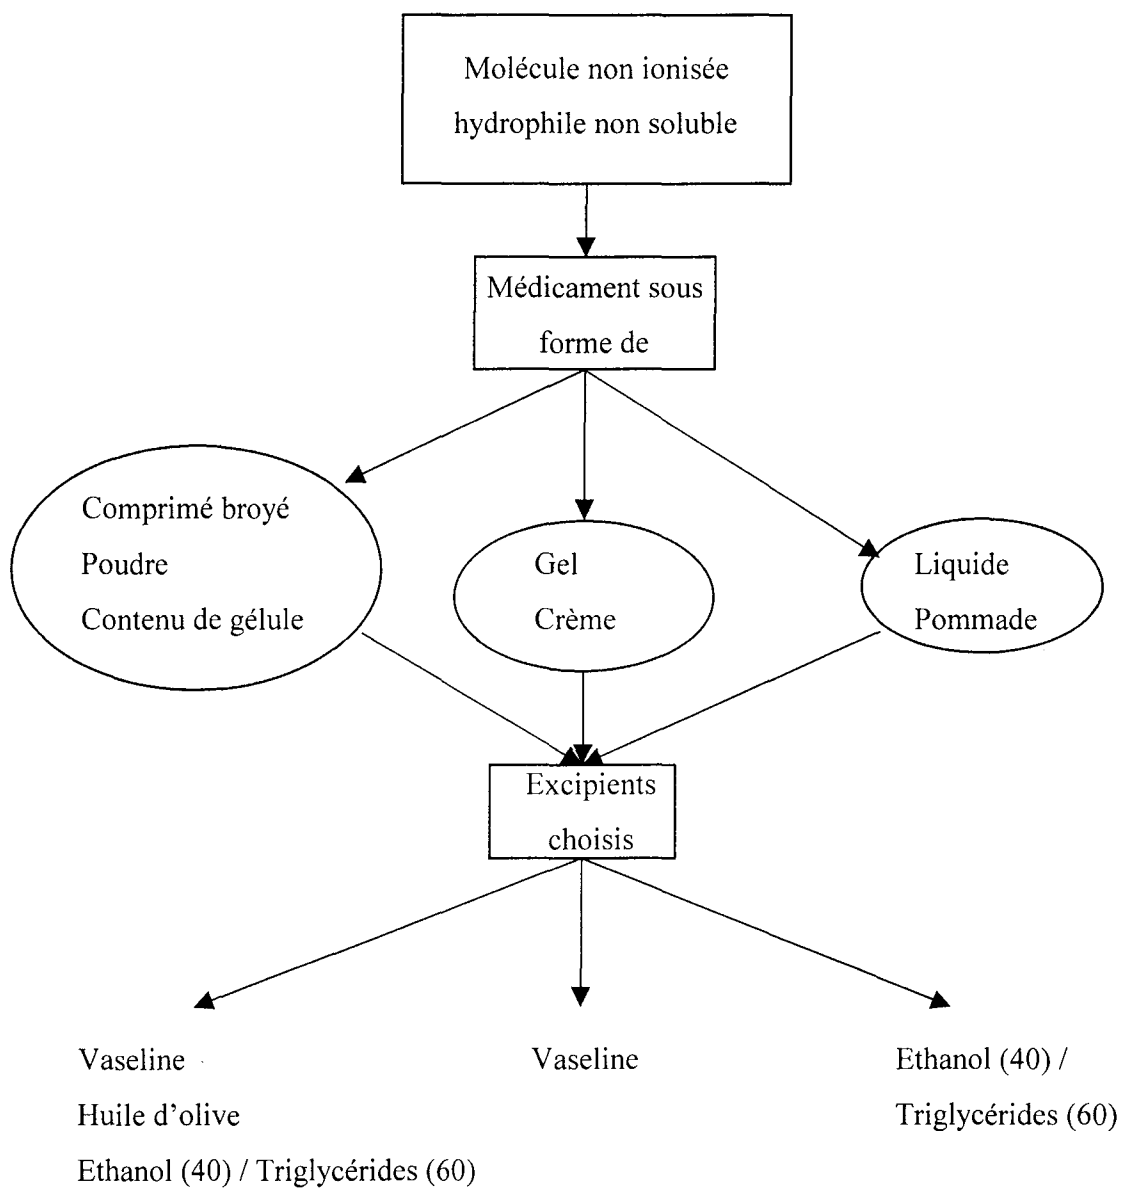 Molécule non ionisée
hydrophile non soluble
Médicament sous
forme de
Comprimé broyé
Poudre
Contenu de gélule
Gel
Crème
Liquide
Pommade
Excipients
choisis
Vaseline
Huile d'olive
Ethanol (40) / Triglycérides (60)
Vaseline
Ethanol (40) /
Triglycérides (60)